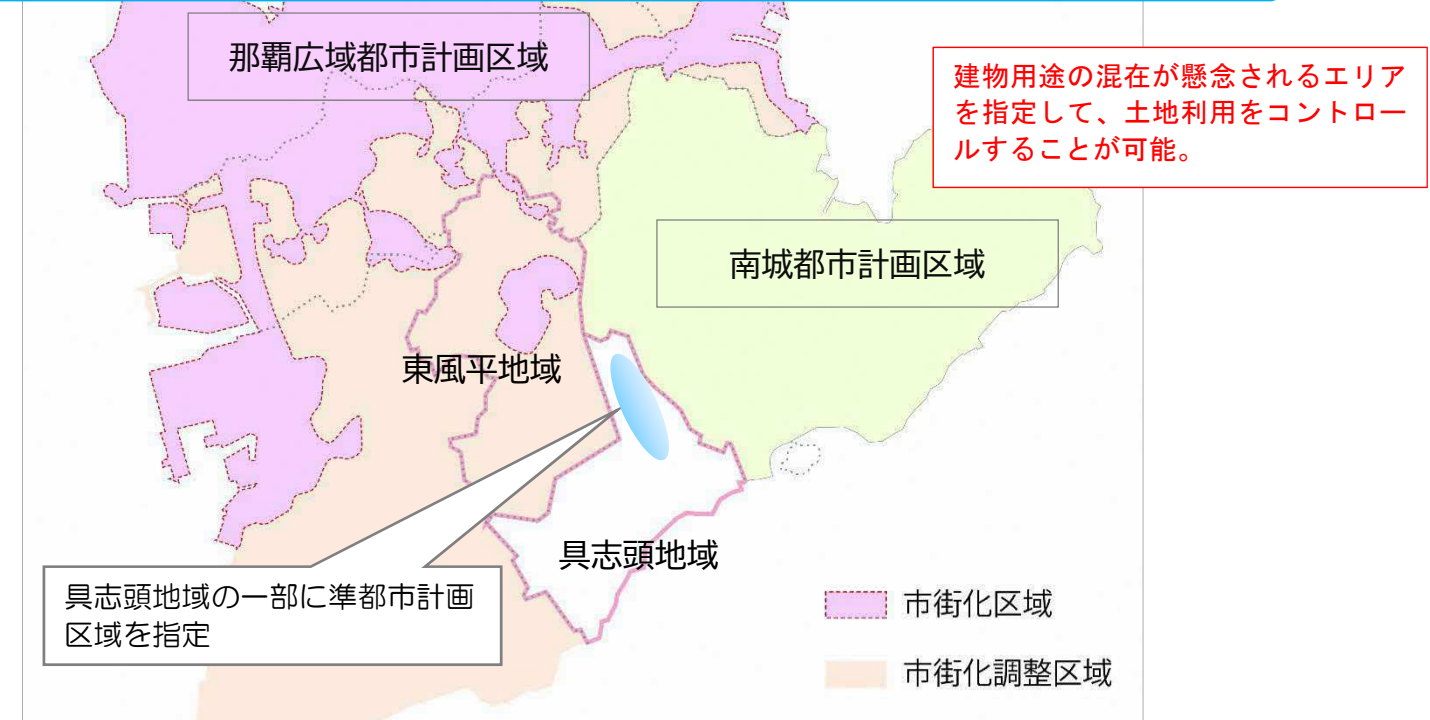 那覇広域都市計画区域
建物用途の混在が懸念されるエリア
を指定して、土地利用をコントロー
ルすることが可能。
南城都市計画区域
東風平地域
具志頭地域
具志頭地域の一部に準都市計画
区域を指定
市街化区域
市街化調整区域